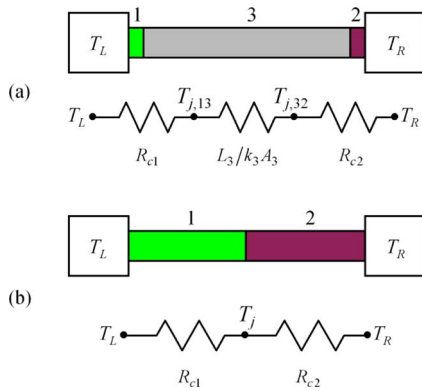 1 3 2
T_L T_R
(a)
T_L T_{j,13} T_{j,32} T_R
R_{c1} L_3/k_3A_3 R_{c2}
1 2
T_L T_R
(b)
T_L T_j T_R
R_{c1} R_{c2}